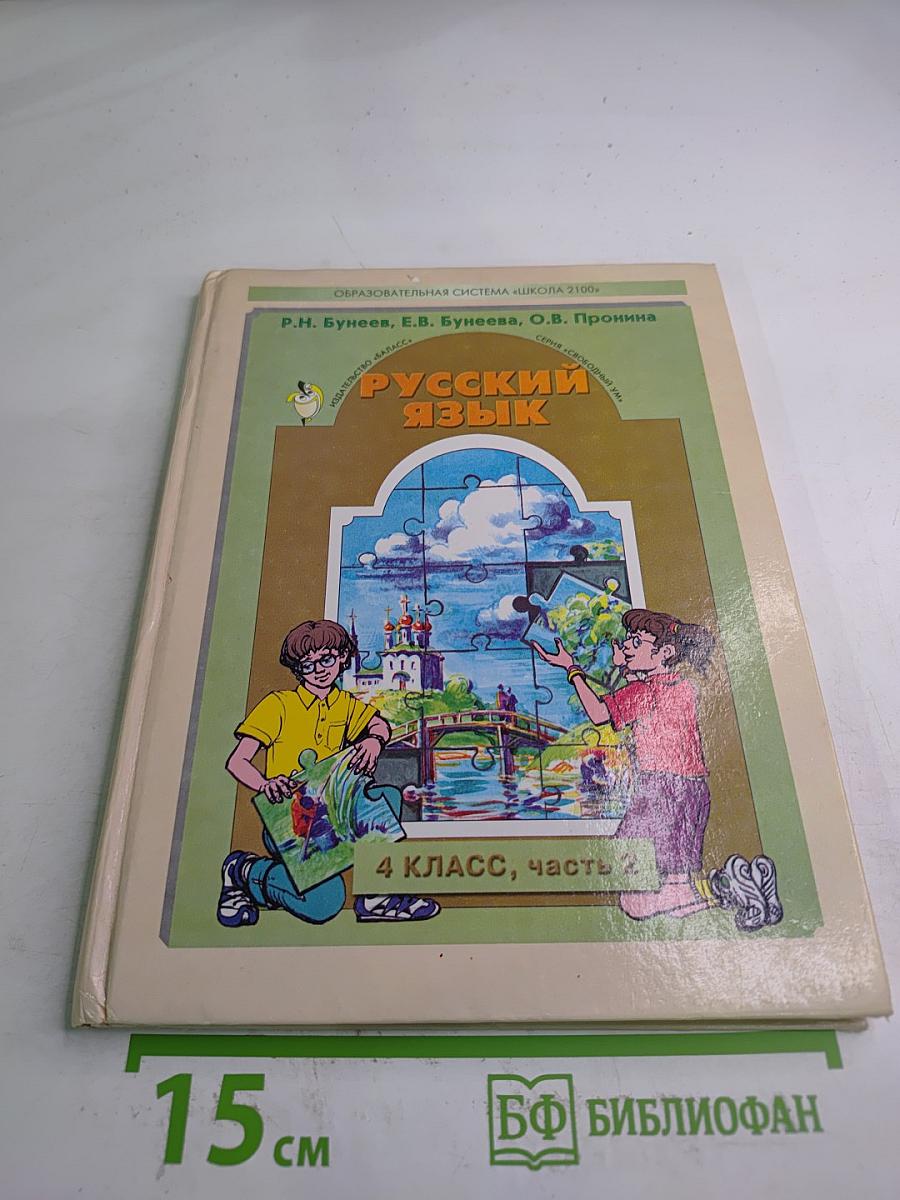 ОБРАЗОВАТЕЛЬНАЯ СИСТЕМА «ШКОЛА 2100»
Р.Н. Бунеев, Е.В. Бунеева, О.В. Пронина
ИЗДАТЕЛЬСТВО «БАЛАСС»
СЕРИЯ «СВОБОДНЫЙ УМ»
РУССКИЙ
ЯЗЫК
4 КЛАСС, часть 2
15 см
БФ БИБЛИОФАН